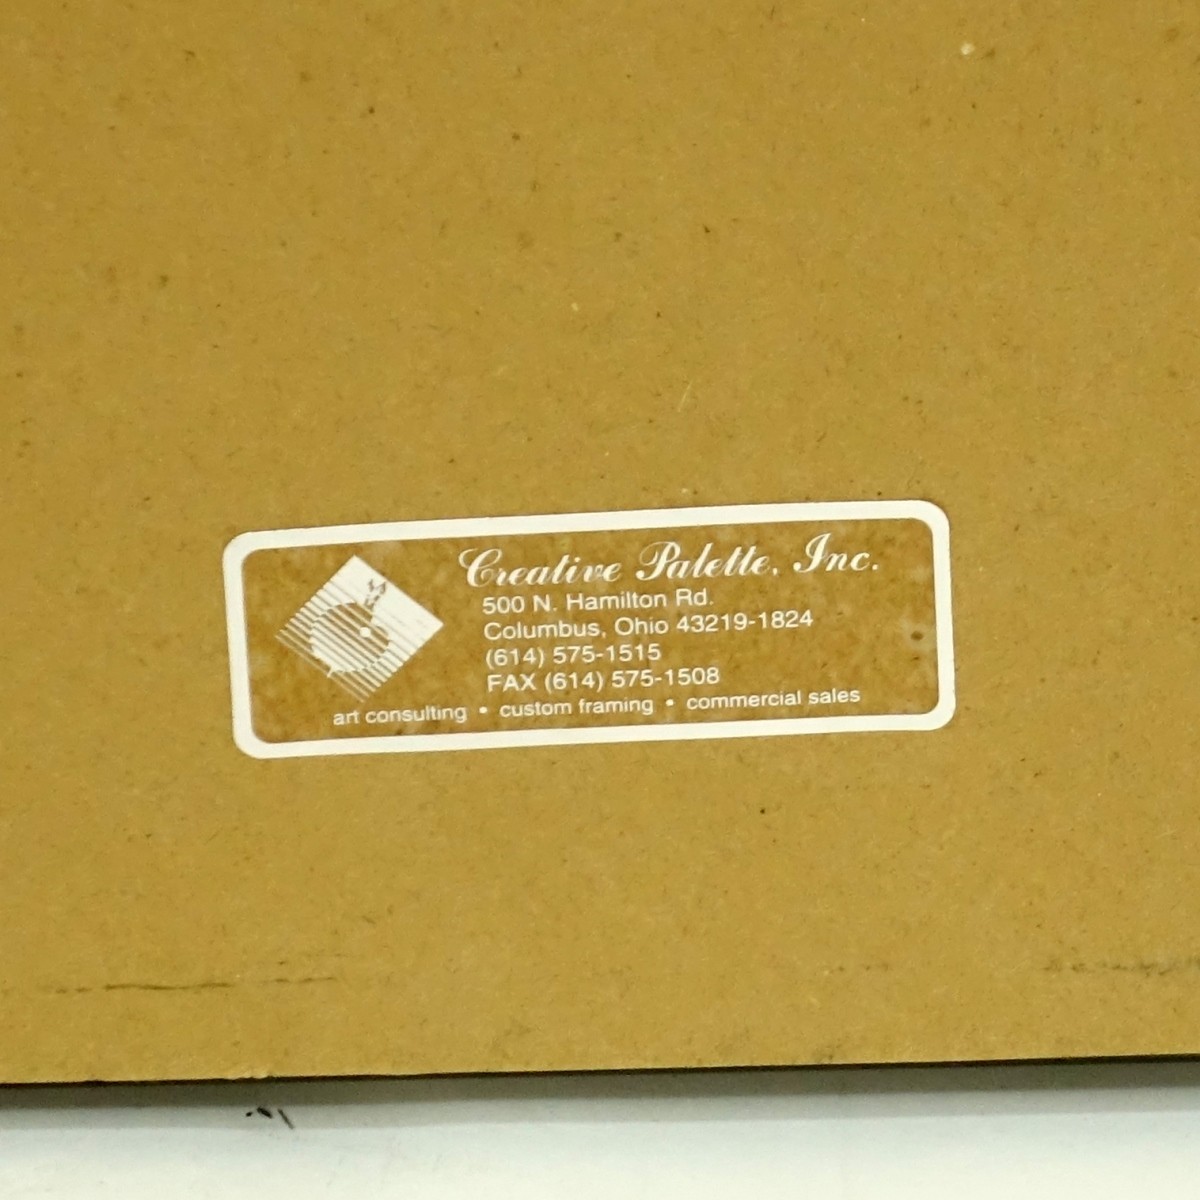 Creative Palette, Inc.
500 N. Hamilton Rd.
Columbus, Ohio 43219-1824
(614) 575-1515
FAX (614) 575-1508
art consulting • custom framing • commercial sales